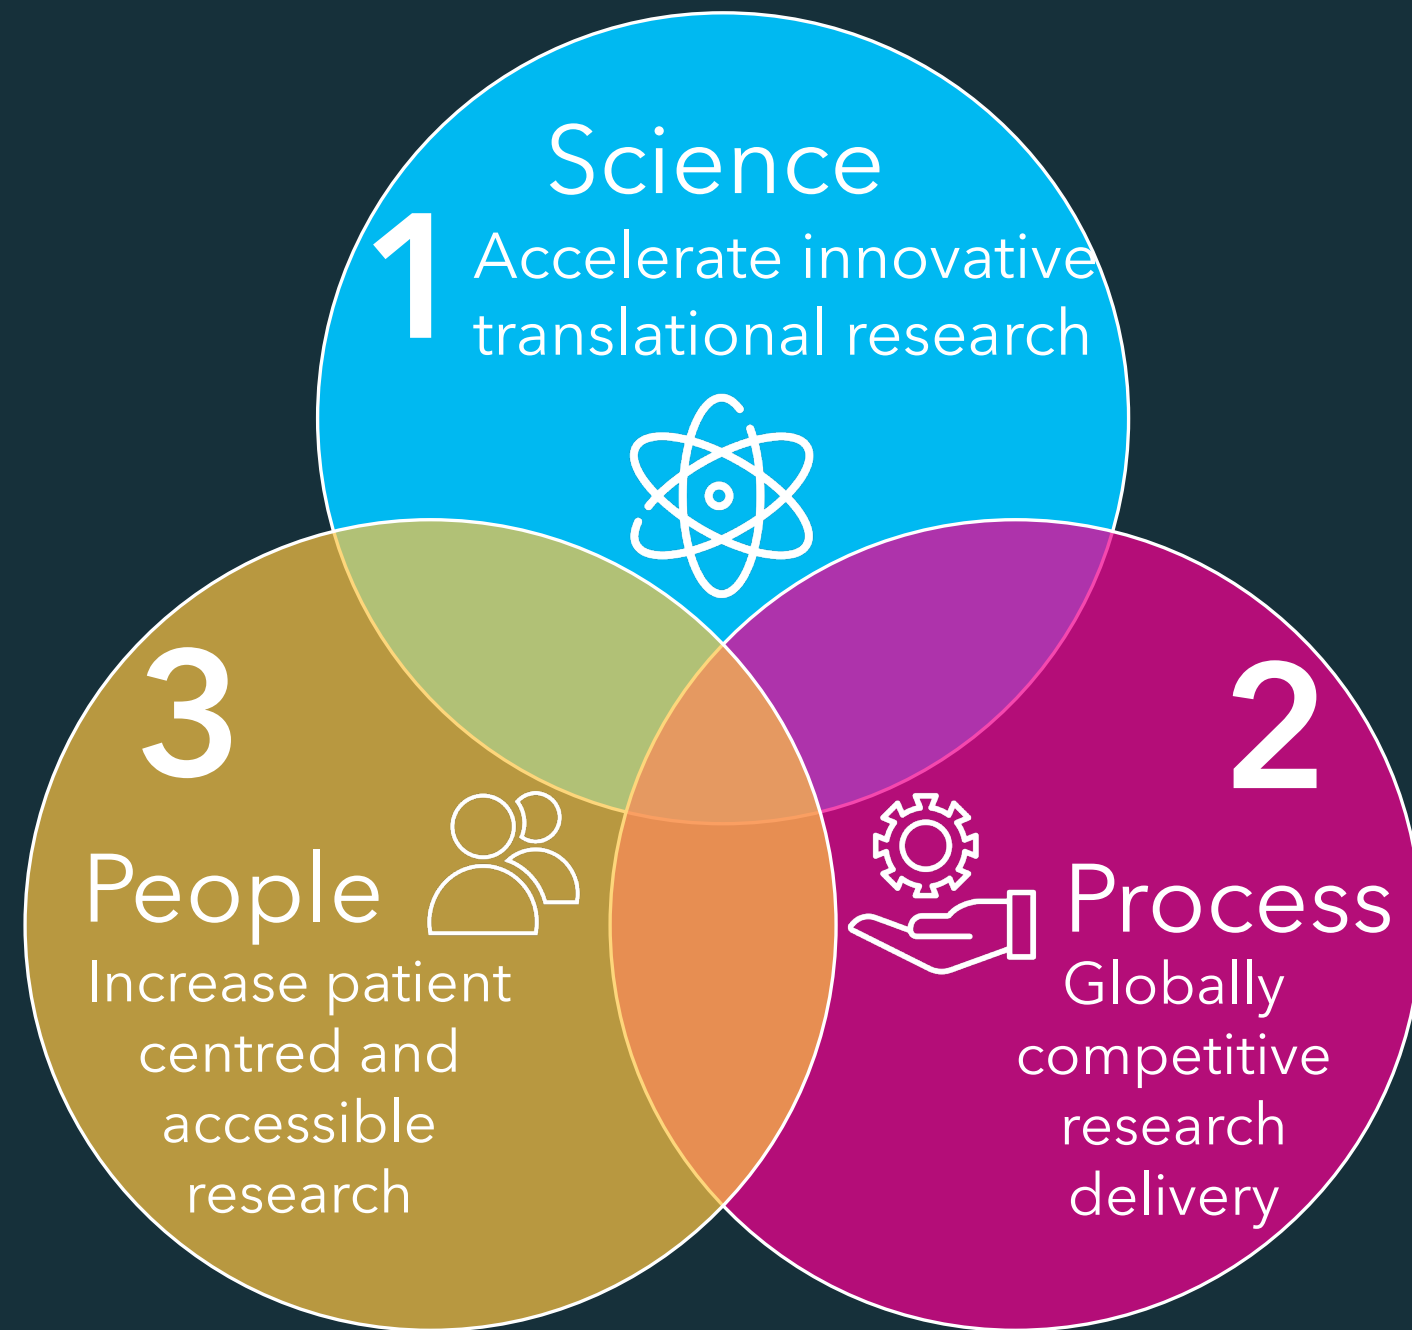 Science
1
Accelerate innovative
translational research
3
People
Increase patient
centred and
accessible
research
2
Process
Globally
competitive
research
delivery